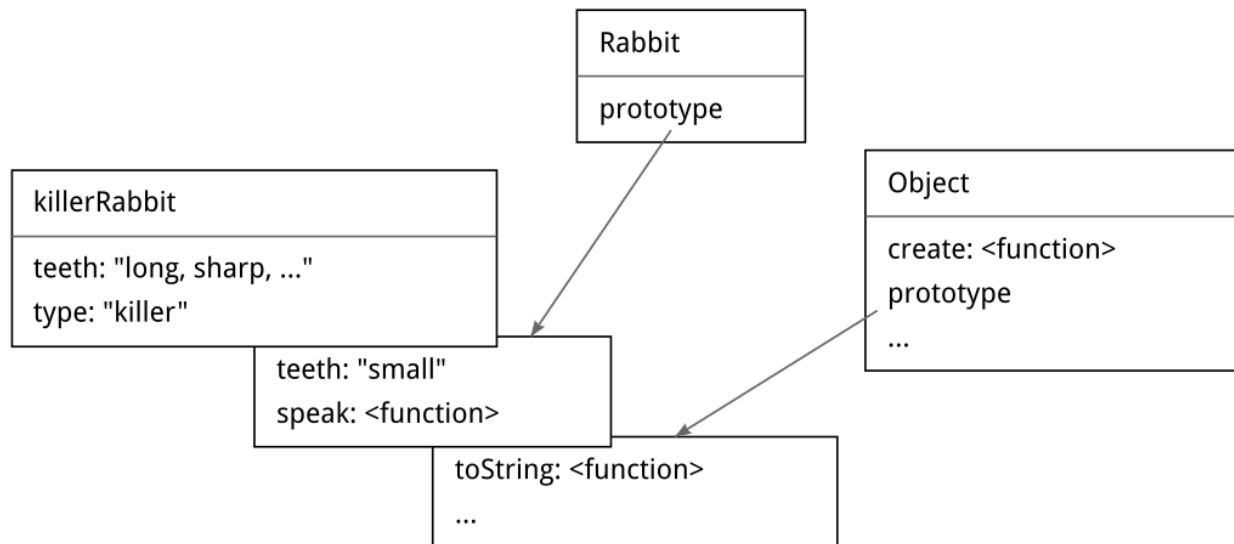 Rabbit
prototype
killerRabbit
teeth: "long, sharp, ..."
type: "killer"
Object
create: <function>
prototype
...
teeth: "small"
speak: <function>
toString: <function>
...